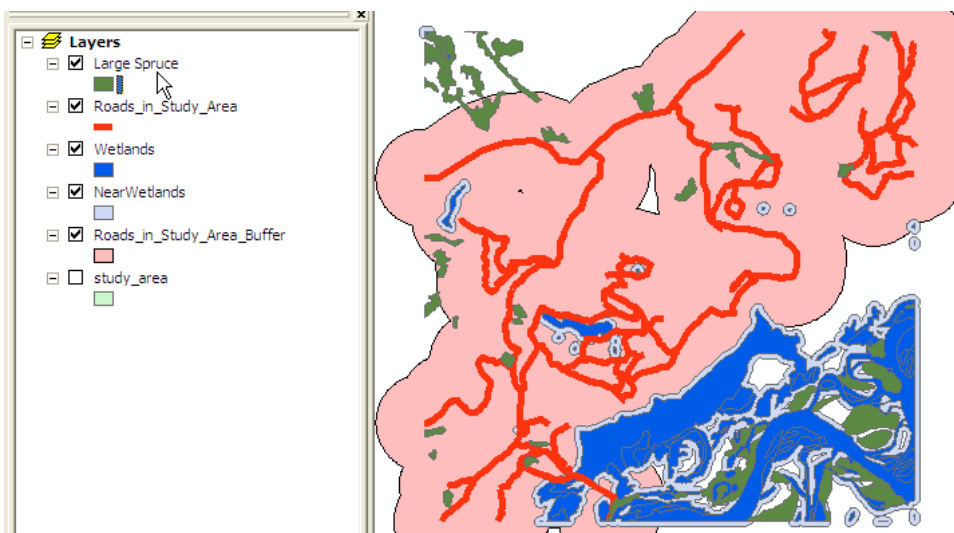 Layers
Large Spruce
Roads_in_Study_Area
Wetlands
NearWetlands
Roads_in_Study_Area_Buffer
study_area